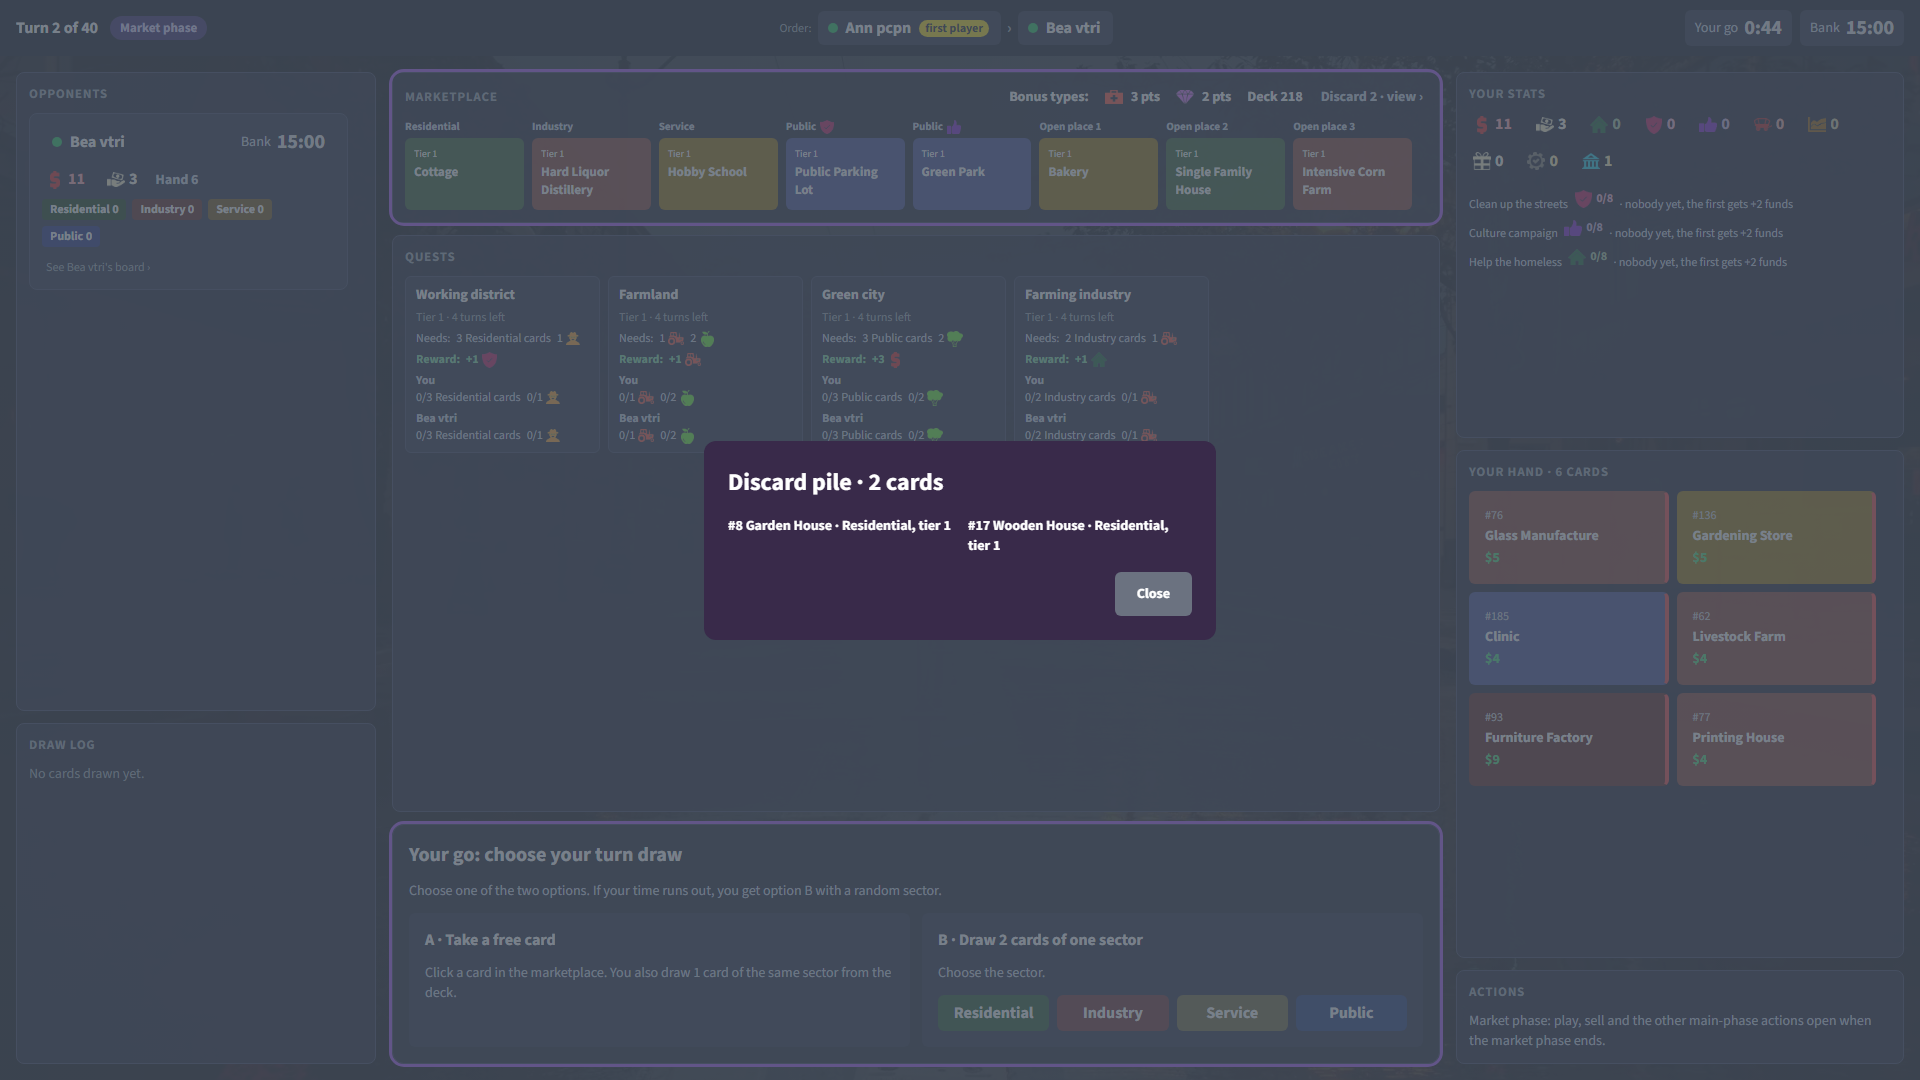 Turn 2 of 40 Market phase Order: Ann pcpn first player › Bea vtri Your go 0:44 Bank 15:00
OPPONENTS
Bea vtri Bank 15:00
11 3 Hand 6
Residential 0 Industry 0 Service 0
Public 0
See Bea vtri's board ›
DRAW LOG
No cards drawn yet.
MARKETPLACE Bonus types: 3 pts 2 pts Deck 218 Discard 2 · view ›
Residential Industry Service Public Public Open place 1 Open place 2 Open place 3
Tier 1 Tier 1 Tier 1 Tier 1 Tier 1 Tier 1 Tier 1 Tier 1
Cottage Hard Liquor Hobby School Public Parking Green Park Bakery Single Family Intensive Corn
Distillery Lot House Farm
QUESTS
Working district Farmland Green city Farming industry
Tier 1 · 4 turns left Tier 1 · 4 turns left Tier 1 · 4 turns left Tier 1 · 4 turns left
Needs: 3 Residential cards 1 Needs: 1 2 Needs: 3 Public cards 2 Needs: 2 Industry cards 1
Reward: +1 Reward: +1 Reward: +3 $ Reward: +1
You You You You
0/3 Residential cards 0/1 0/1 0/2 0/3 Public cards 0/2 0/2 Industry cards 0/1
Bea vtri Bea vtri Bea vtri Bea vtri
0/3 Residential cards 0/1 0/1 0/2 0/3 Public cards 0/2 0/2 Industry cards 0/1
Discard pile · 2 cards
#8 Garden House · Residential, tier 1 #17 Wooden House · Residential,
tier 1
Close
Your go: choose your turn draw
Choose one of the two options. If your time runs out, you get option B with a random sector.
A · Take a free card
Click a card in the marketplace. You also draw 1 card of the same sector from the
deck.
B · Draw 2 cards of one sector
Choose the sector.
Residential Industry Service Public
YOUR STATS
$ 11 3 0 0 0 0 0
0 0 1
Clean up the streets 0/8 · nobody yet, the first gets +2 funds
Culture campaign 0/8 · nobody yet, the first gets +2 funds
Help the homeless 0/8 · nobody yet, the first gets +2 funds
YOUR HAND · 6 CARDS
#76 #136
Glass Manufacture Gardening Store
$5 $5
#185 #62
Clinic Livestock Farm
$4 $4
#93 #77
Furniture Factory Printing House
$9 $4
ACTIONS
Market phase: play, sell and the other main-phase actions open when
the market phase ends.